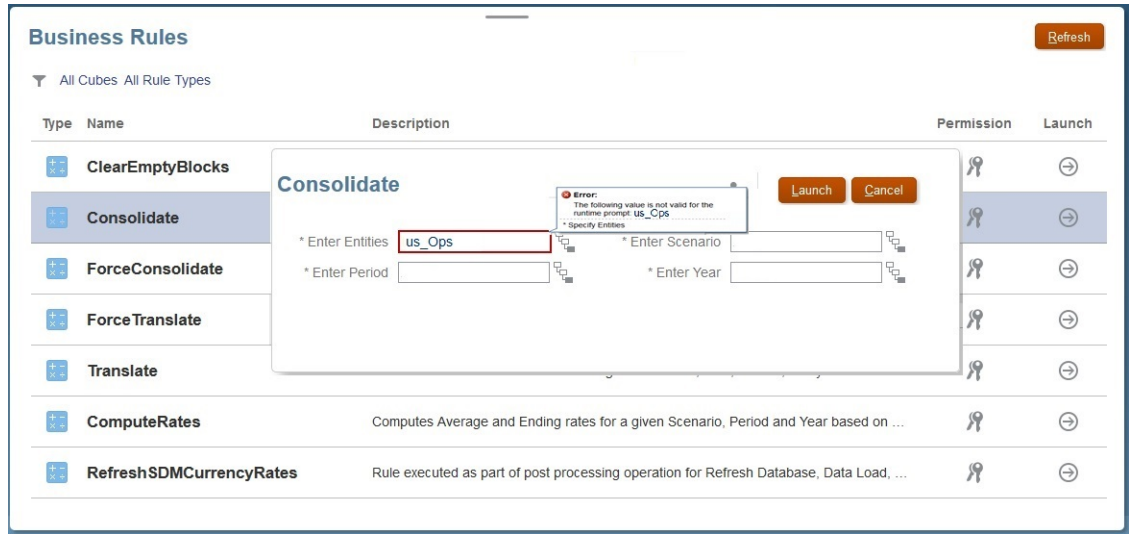 Business Rules
Refresh
All Cubes All Rule Types
Type Name Description Permission Launch
ClearEmptyBlocks
Consolidate
Launch Cancel
Error:
The following value is not valid for the
runtime prompt: us_Ops
* Specify Entities
Consolidate
* Enter Entities us_Ops * Enter Scenario
* Enter Period * Enter Year
ForceConsolidate
ForceTranslate
Translate
ComputeRates Computes Average and Ending rates for a given Scenario, Period and Year based on ...
RefreshSDMCurrencyRates Rule executed as part of post processing operation for Refresh Database, Data Load, ...